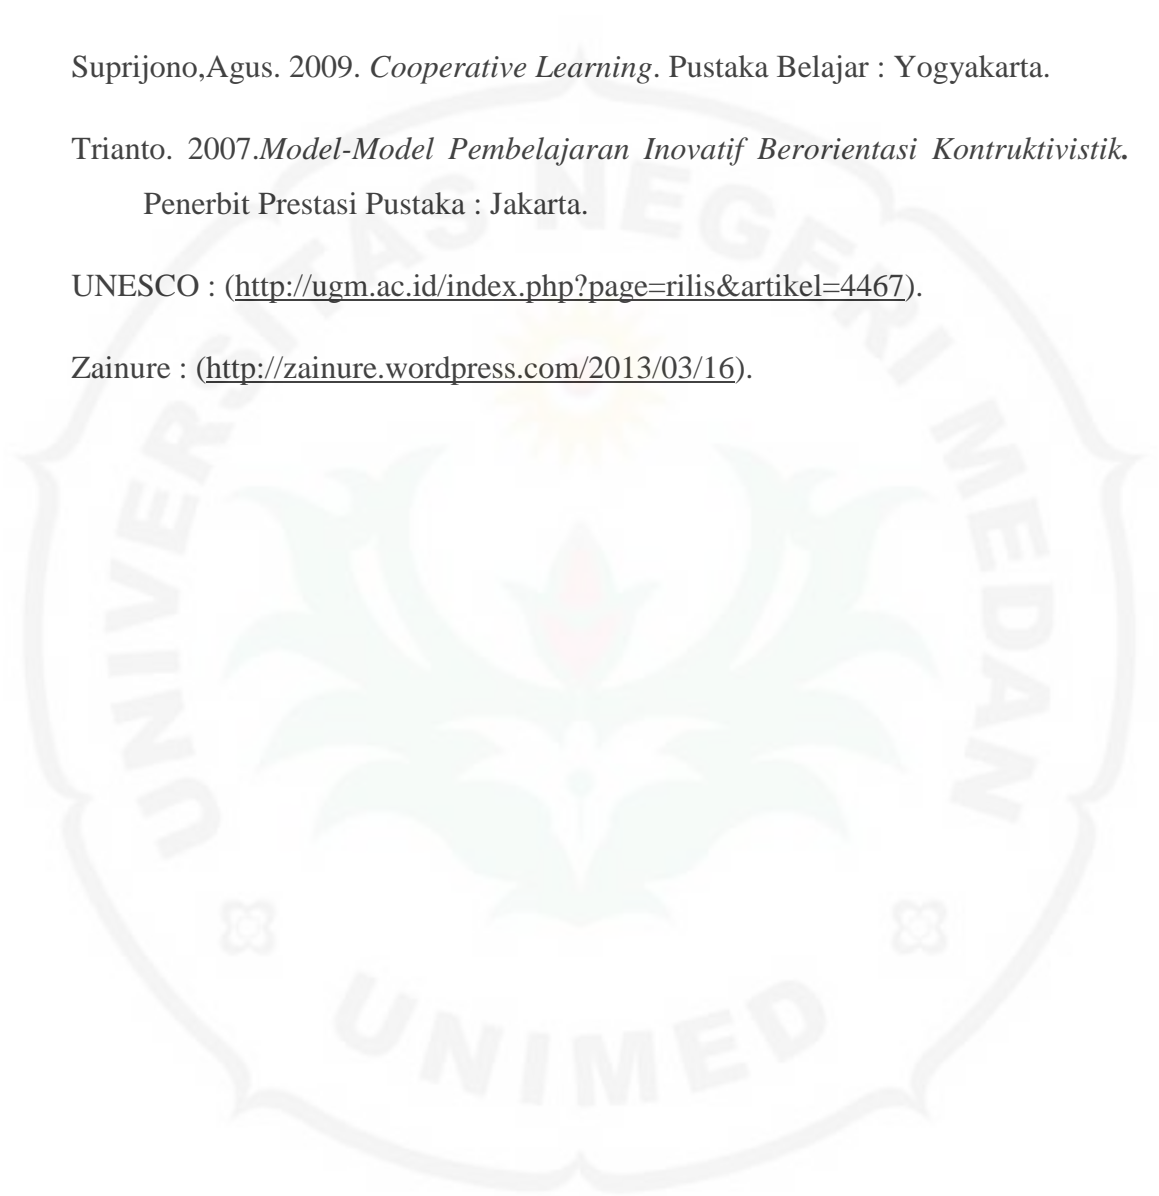 Suprijono,Agus. 2009. Cooperative Learning. Pustaka Belajar : Yogyakarta.
Trianto. 2007.Model-Model Pembelajaran Inovatif Berorientasi Kontruktivistik.
Penerbit Prestasi Pustaka : Jakarta.
UNESCO : (http://ugm.ac.id/index.php?page=rilis&artikel=4467).
Zainure : (http://zainure.wordpress.com/2013/03/16).
UNIVERSITAS NEGERI MEDAN
UNIMED